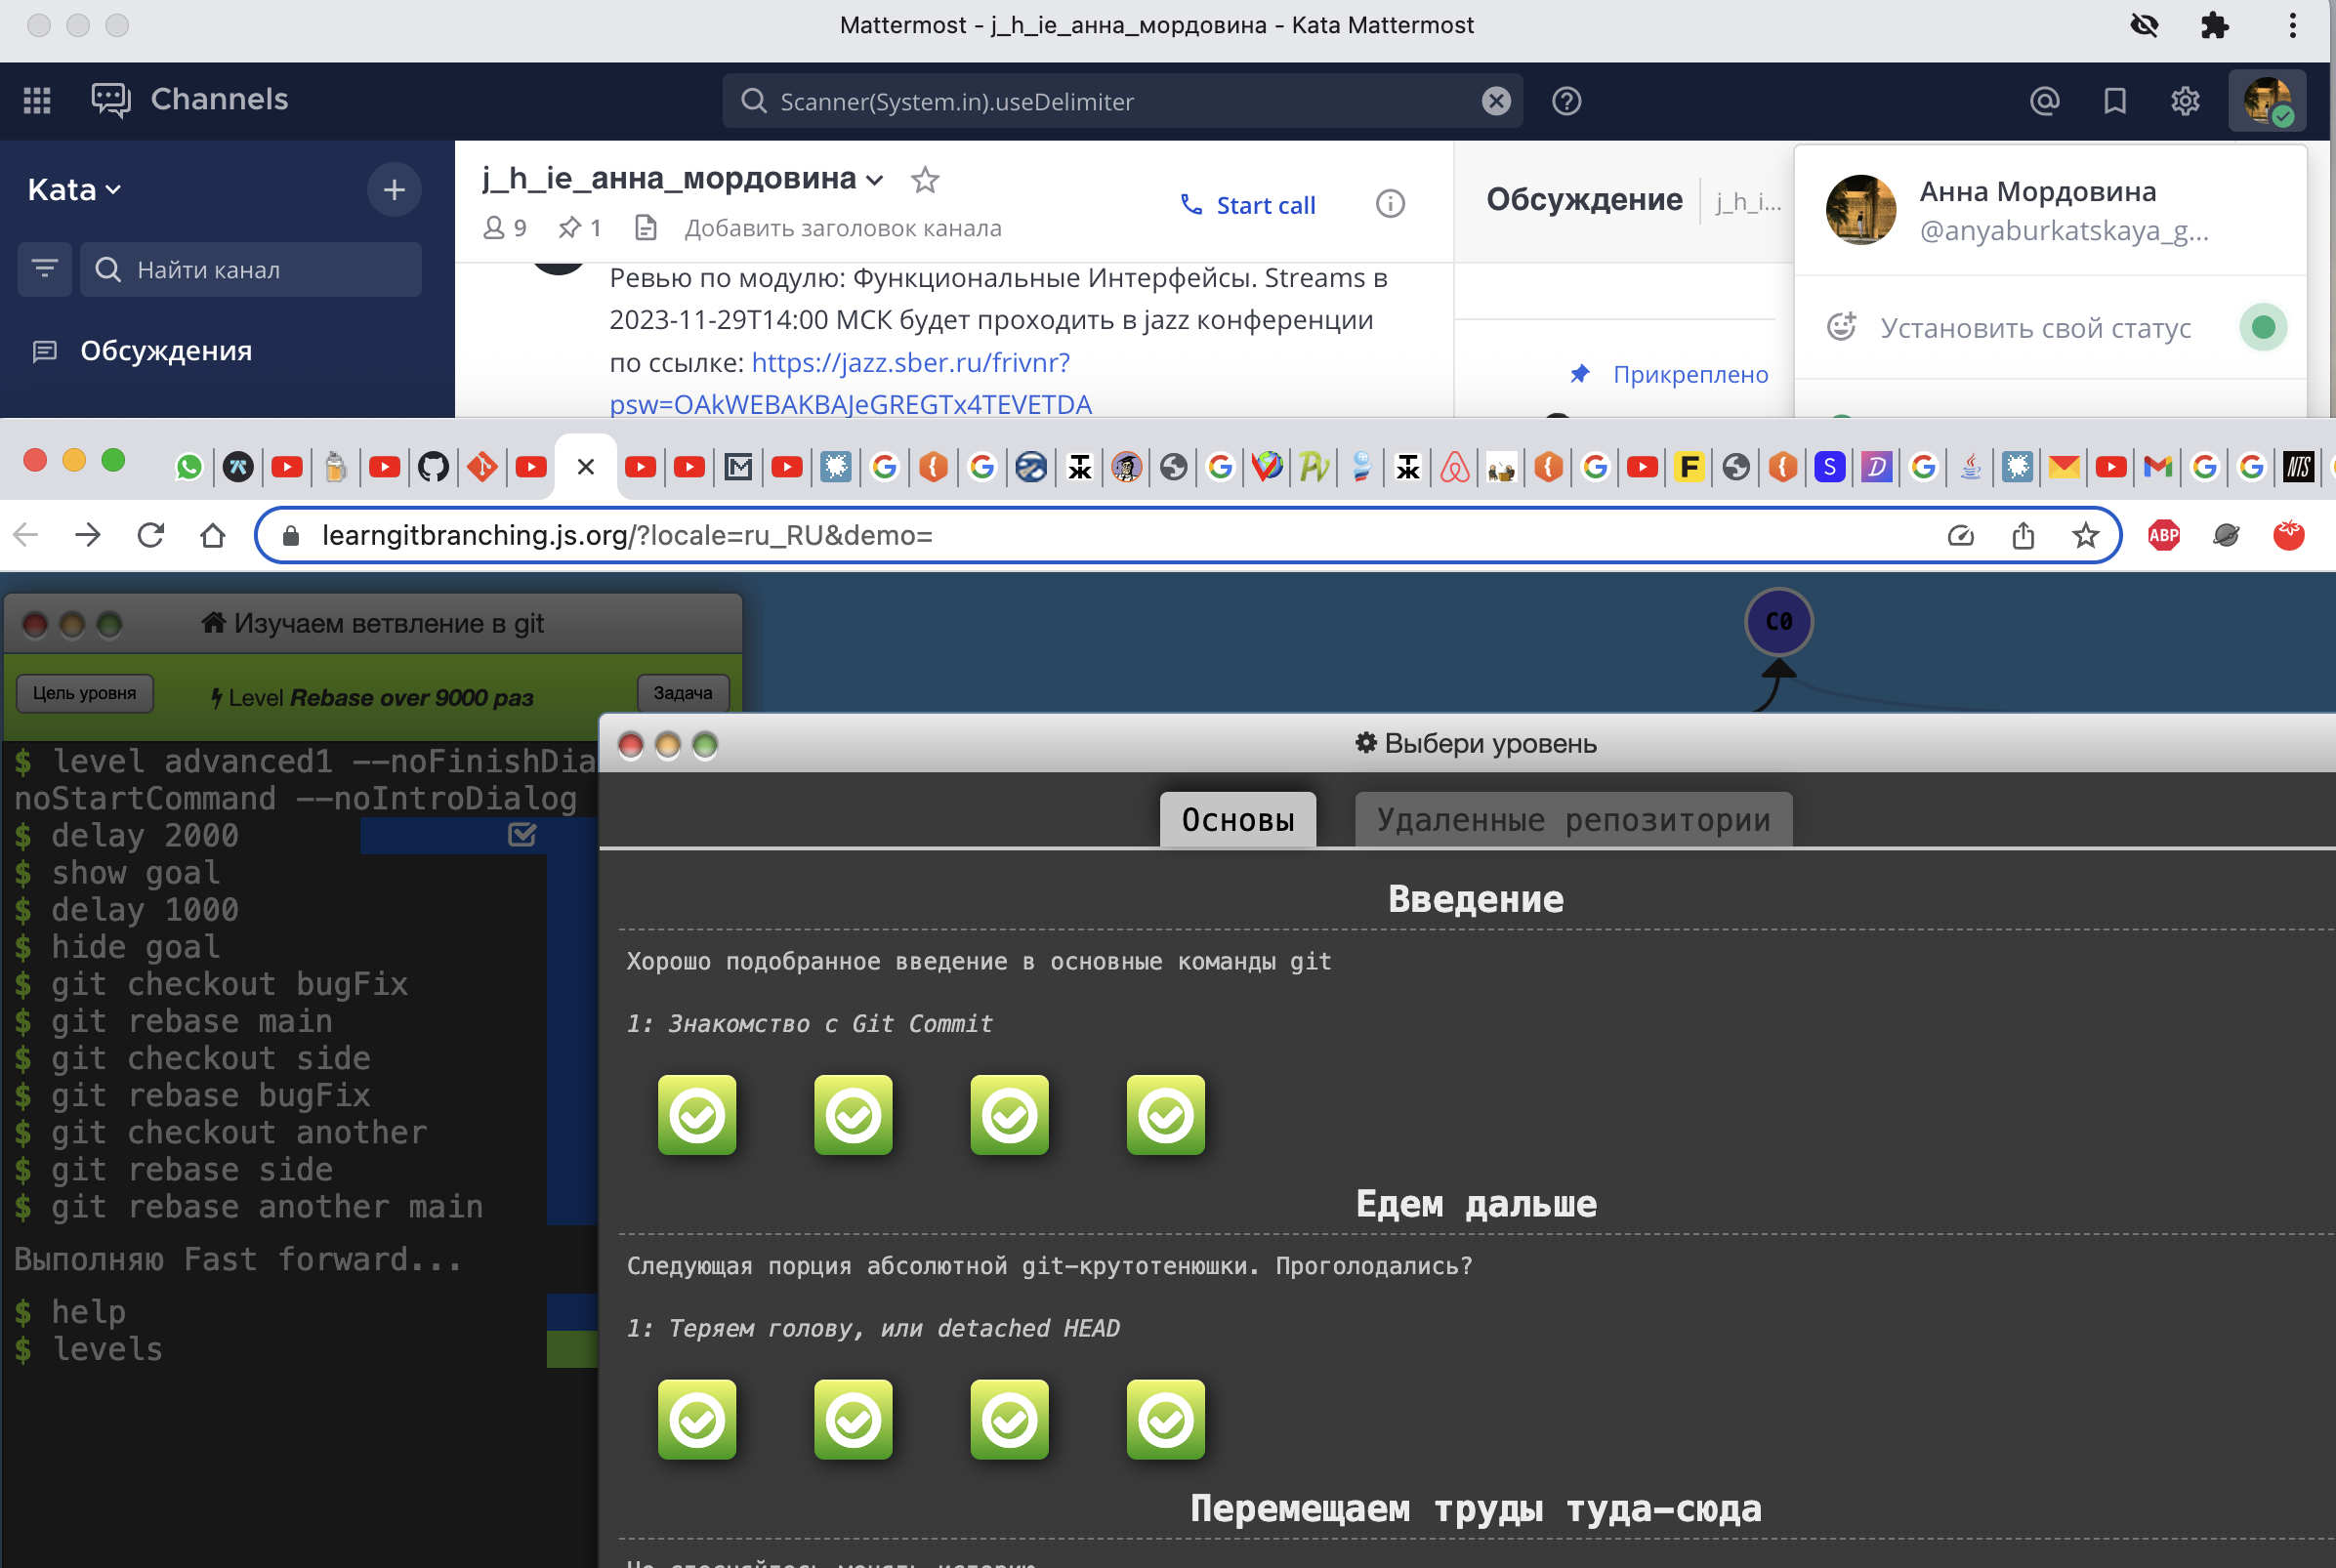 Mattermost - j_h_ie_анна_мордовина - Kata Mattermost
Channels
Scanner(System.in).useDelimiter
Kata
Найти канал
Обсуждения
j_h_ie_анна_мордовина
9
1
Добавить заголовок канала
Start call
Ревью по модулю: Функциональные Интерфейсы. Streams в
2023-11-29T14:00 МСК будет проходить в jazz конференции
по ссылке: https://jazz.sber.ru/frivnr?
psw=OAkWEBAKBAJeGREGTx4TEVETDA
Обсуждение
j_h_i...
Прикреплено
Анна Мордовина
@anyaburkatskaya_g...
Установить свой статус
learngitbranching.js.org/?locale=ru_RU&demo=
ABP
Изучаем ветвление в git
Цель уровня
Level Rebase over 9000 раз
Задача
C0
$ level advanced1 --noFinishDia
noStartCommand --noIntroDialog
$ delay 2000
$ show goal
$ delay 1000
$ hide goal
$ git checkout bugFix
$ git rebase main
$ git checkout side
$ git rebase bugFix
$ git checkout another
$ git rebase side
$ git rebase another main
Выполняю Fast forward...
$ help
$ levels
Выбери уровень
Основы
Удаленные репозитории
Введение
Хорошо подобранное введение в основные команды git
1: Знакомство с Git Commit
Едем дальше
Следующая порция абсолютной git-крутотенюшки. Проголодались?
1: Теряем голову, или detached HEAD
Перемещаем труды туда-сюда